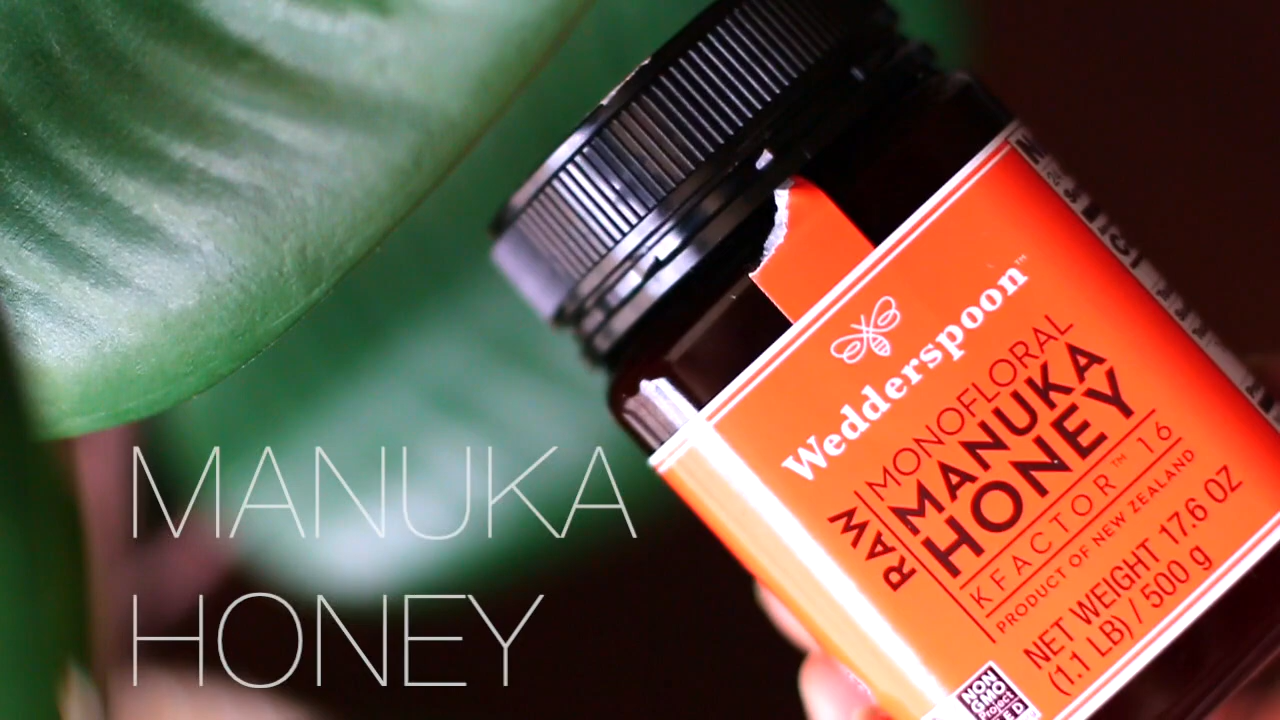 MANUKA
HONEY
Wedderspoon™
RAW
MONOFLORAL
MANUKA
HONEY
KFACTOR™ 16
PRODUCT OF NEW ZEALAND
NET WEIGHT 17.6 OZ
(1.1 LB) / 500 g
NON
GMO
Project